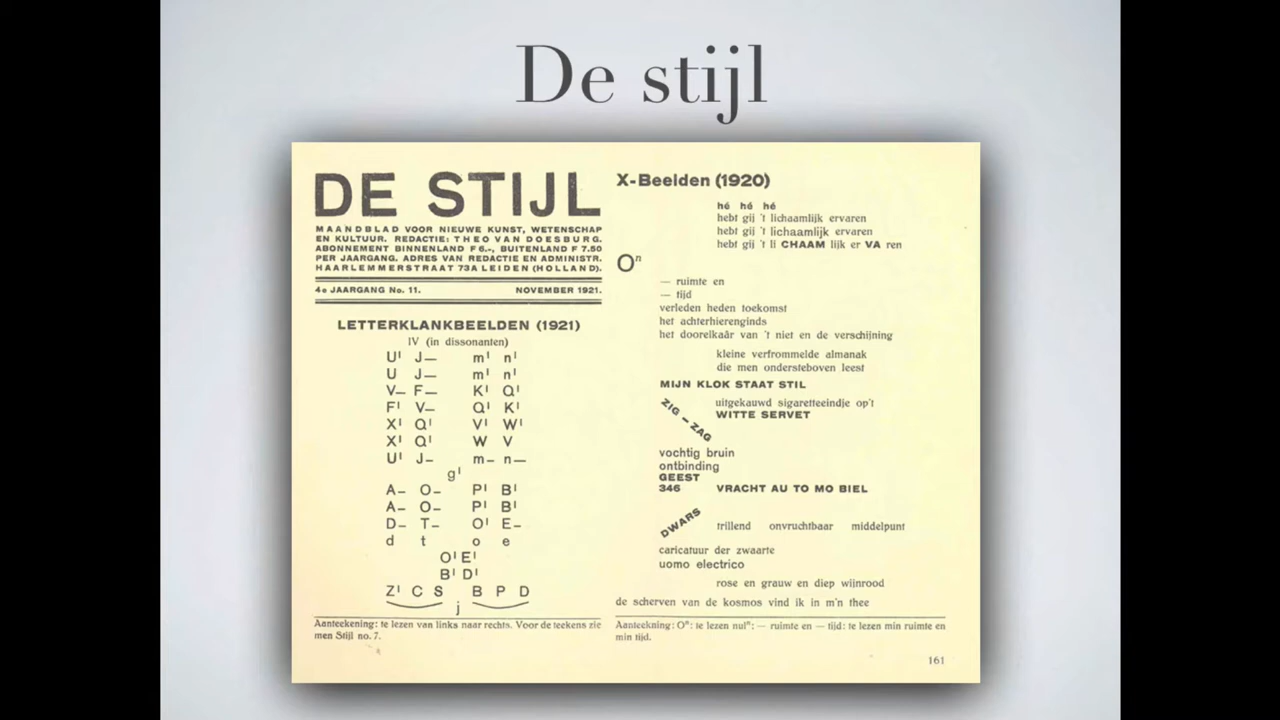 De stijl
DE STIJL
MAANDBLAD VOOR NIEUWE KUNST, WETENSCHAP
EN KULTUUR. REDACTIE: THEO VAN DOESBURG.
ABONNEMENT BINNENLAND F 6.-, BUITENLAND F 7.50
PER JAARGANG. ADRES VAN REDACTIE EN ADMINISTR.
HAARLEMMERSTRAAT 73A LEIDEN (HOLLAND).
4e JAARGANG No. 11. NOVEMBER 1921.
LETTERKLANKBEELDEN (1921)
IV (in dissonanten)
U' J— m' n'
U J— m' n'
V— F— K' Q'
F' V— Q' K'
X' Q' V' W'
X' Q' W V
U' J— m— n—
g'
A— O— P' B'
A— O— P' B'
D— T— O' E—
d t o e
O' E'
B' D'
Z' C S B P D
j
Aanteekening: te lezen van links naar rechts. Voor de teekens zie
men Stijl no. 7.
X-Beelden (1920)
hé hé hé
hebt gij 't lichaamlijk ervaren
hebt gij 't lichaamlijk ervaren
hebt gij 't li CHAAM lijk er VA ren
Oⁿ
— ruimte en
— tijd
verleden heden toekomst
het achterhierenginds
het doorelkaâr van 't niet en de verschijning
kleine verfrommelde almanak
die men ondersteboven leest
MIJN KLOK STAAT STIL
uitgekauwd sigaretteeindje op't
WITTE SERVET
ZIG – ZAG
vochtig bruin
ontbinding
GEEST
346 VRACHT AU TO MO BIEL
DWARS
trillend onvruchtbaar middelpunt
caricatuur der zwaarte
uomo electrico
rose en grauw en diep wijnrood
de scherven van de kosmos vind ik in m'n thee
Aanteekning: Oⁿ: te lezen nulⁿ: — ruimte en — tijd: te lezen min ruimte en
min tijd.
161